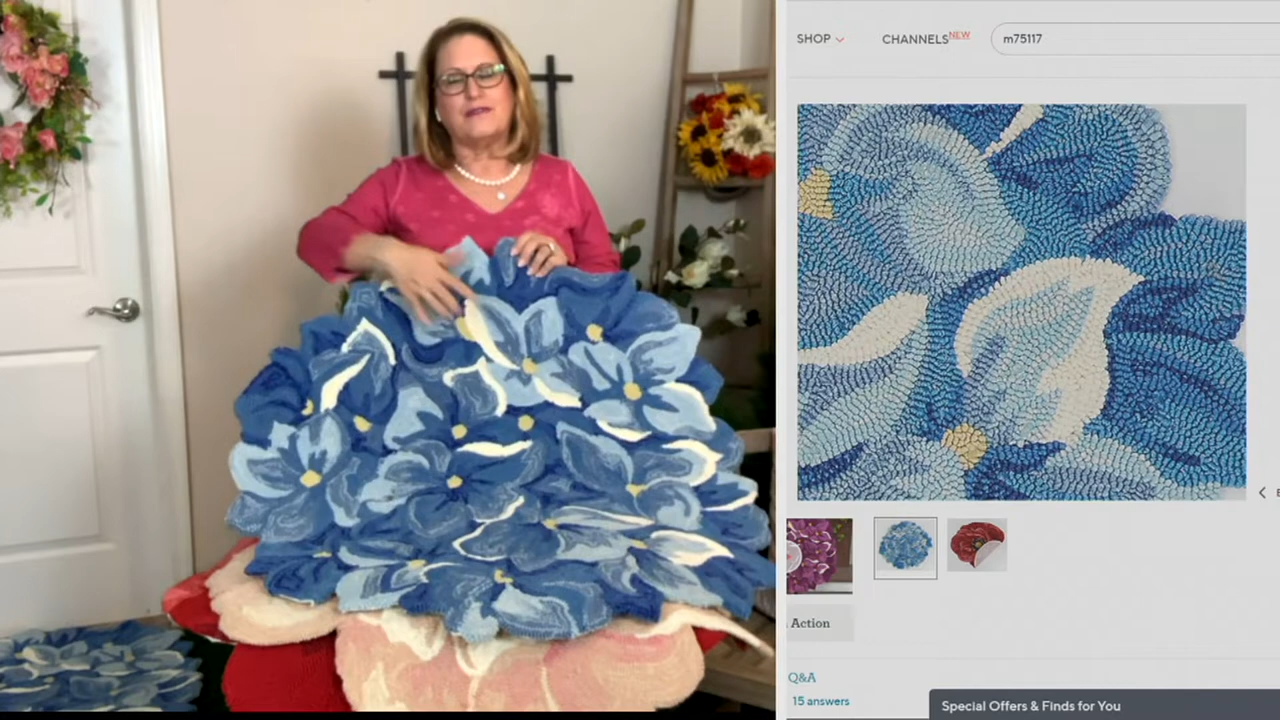 SHOP
CHANNELS NEW
m75117
Action
Q&A
15 answers
Special Offers & Finds for You